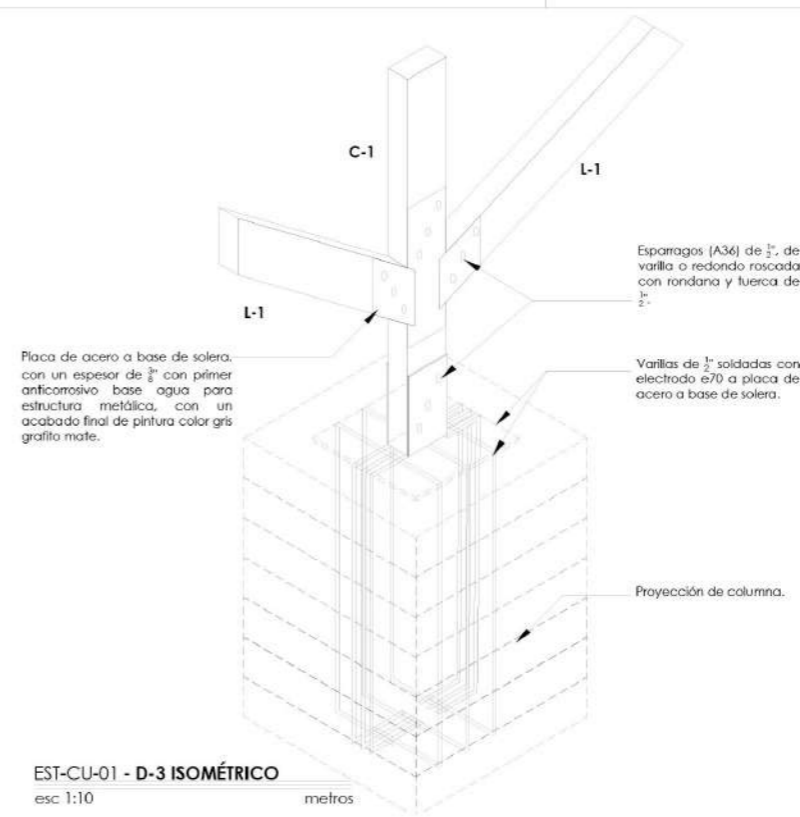 C-1
L-1
Esparragos (A36) de 1/2", de
varilla o redondo roscada
con rondana y tuerca de
1/2".
L-1
Placa de acero a base de solera,
con un espesor de 3/8" con primer
anticorrosivo base agua para
estructura metálica, con un
acabado final de pintura color gris
grafito mate.
Varillas de 1/2" soldadas con
electrodo e70 a placa de
acero a base de solera.
Proyección de columna.
EST-CU-01 - D-3 ISOMÉTRICO
esc 1:10 metros